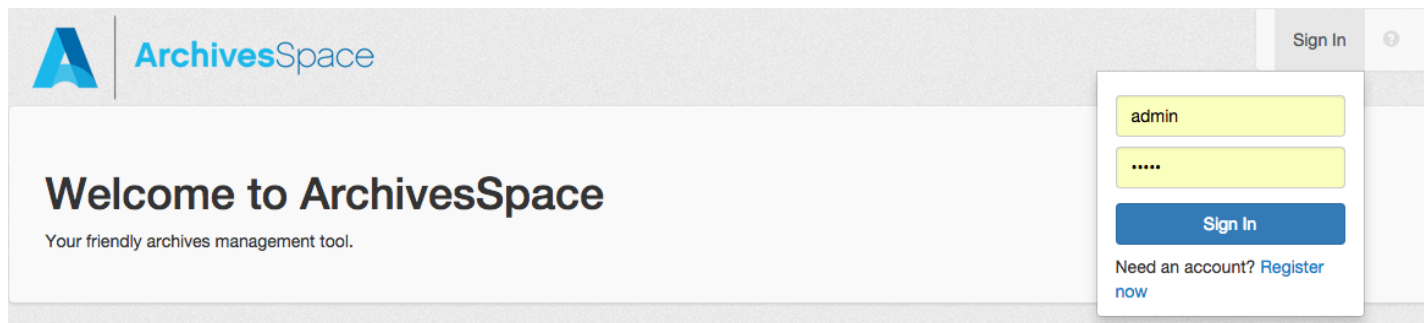 ArchivesSpace
Sign In
admin
•••••
Sign In
Need an account? Register
now
Welcome to ArchivesSpace
Your friendly archives management tool.